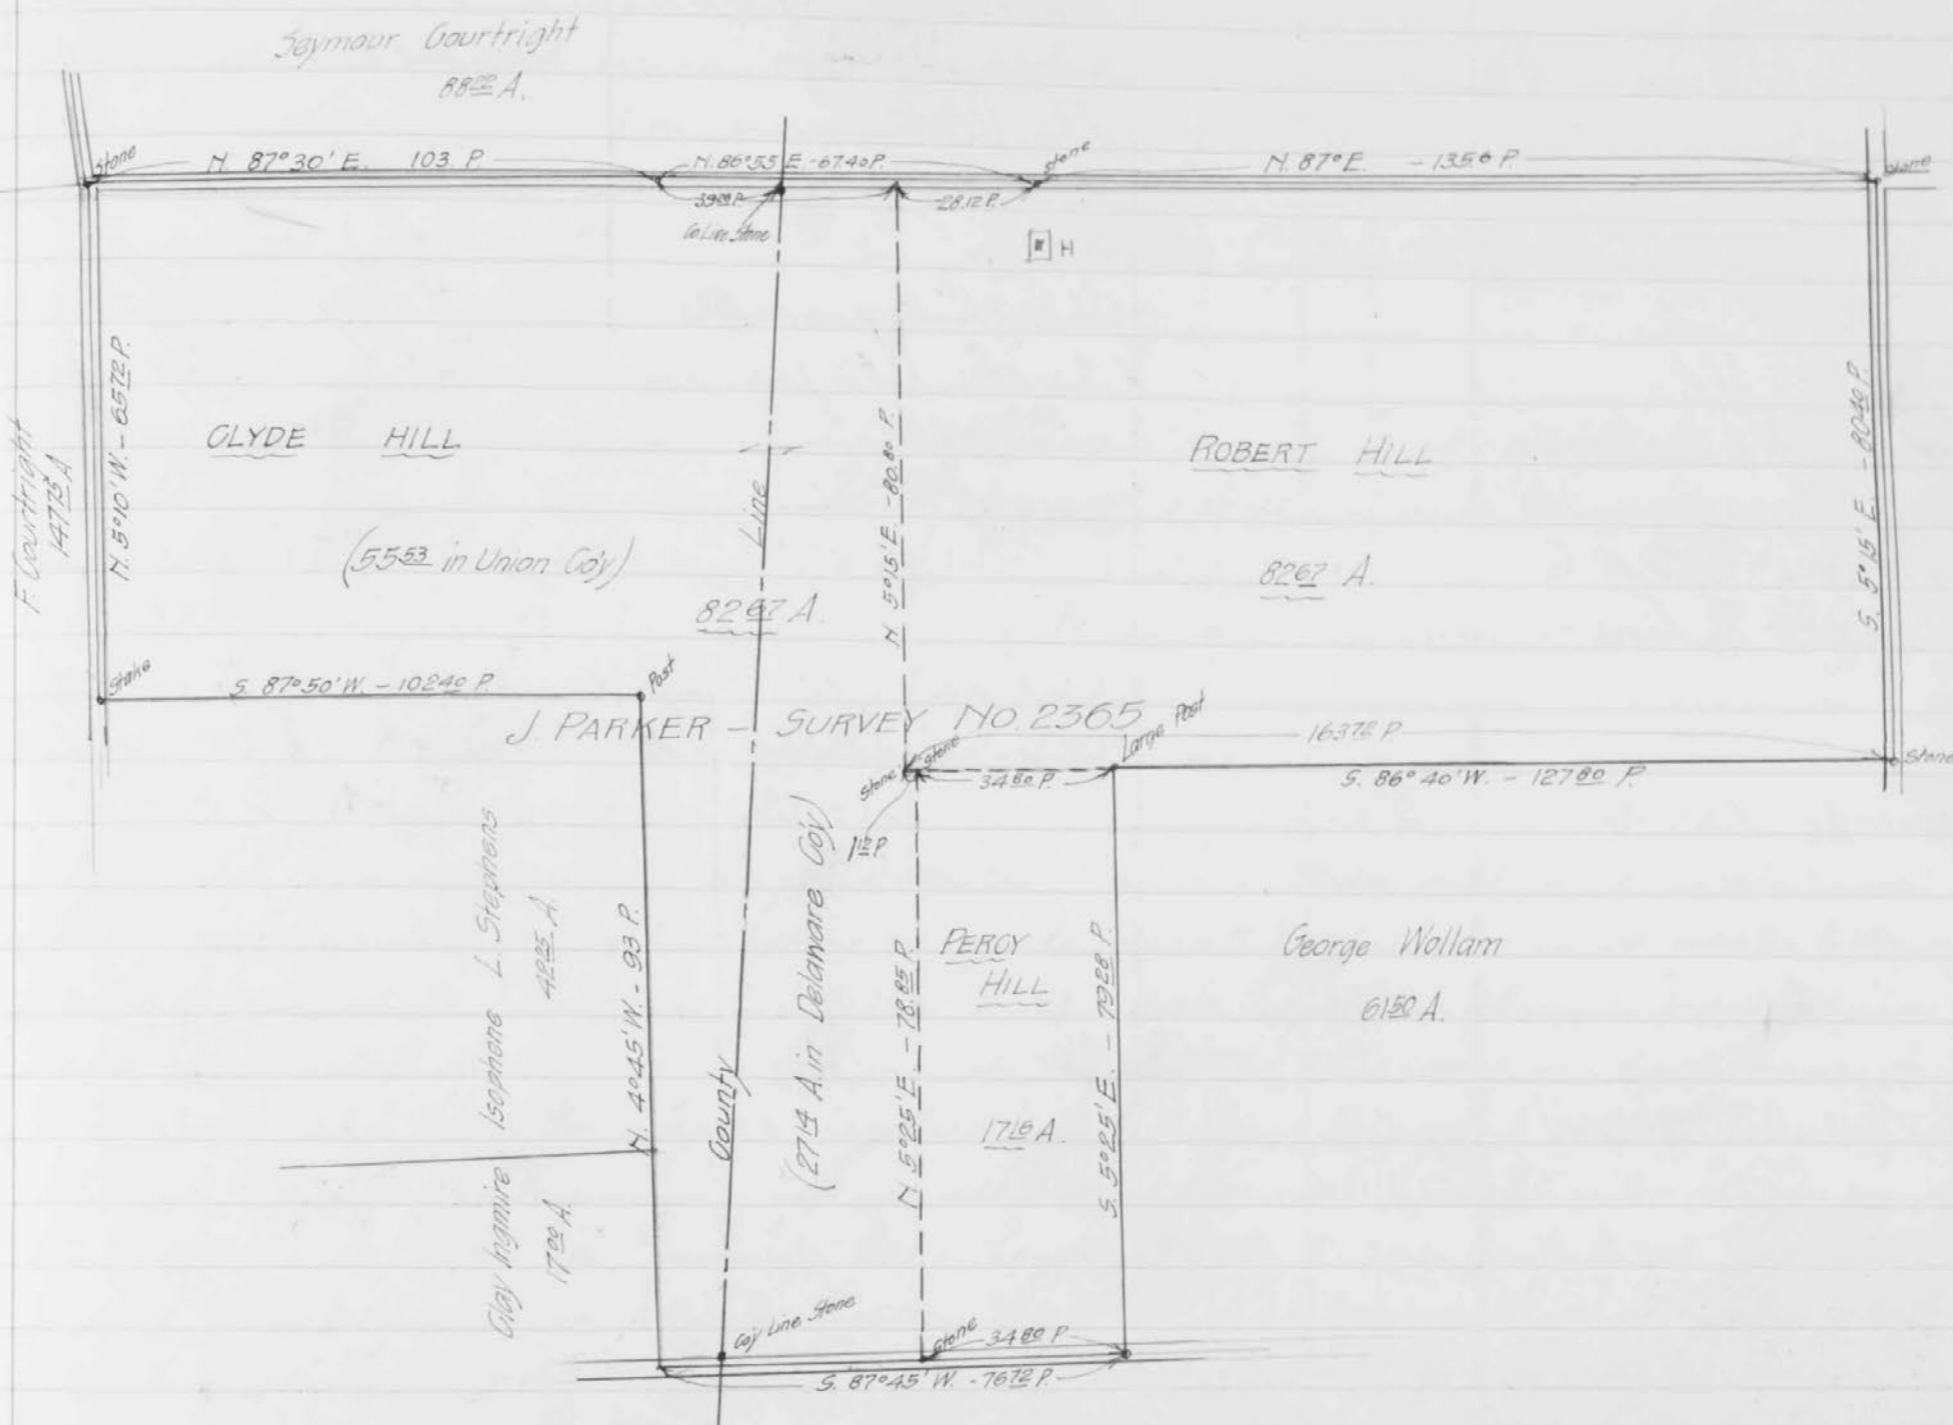 Seymour Courtright
88 00 A.
Stone
N. 87° 30' E. 103. P.
N. 86° 55 E. - 67.40 P.
Stone
N. 87° E. - 135.6 P.
Stone
28.12 P.
Co Line Stone
H
F. Courtright
147 75 A.
N. 5° 10' W. - 65 72 P.
CLYDE HILL
(55 53 in Union Co'y)
82 67 A.
County Line
N. 5° 15' E. - 80.80 P.
ROBERT HILL
82 67 A.
S. 5° 15' E. - 80 40 P.
Stake
S. 87° 50' W. - 102 40 P.
Post
J. PARKER - SURVEY No. 2365
Stone
Stone
Large Post
163 72 P.
Stone
34 80 P.
S. 86° 40' W. - 127 80 P.
1 12 P.
Isophene L. Stephens
42 25 A.
N. 4° 45' W. - 93 P.
(27 14 A. in Delaware Co'y)
N. 5° 25' E. - 78.85 P.
PERCY
HILL
17 16 A.
S. 5° 25' E. - 79 28 P.
George Wollam
61 50 A.
Clay Ingmire
17 00 A.
Co'y Line Stone
Stone
34 80 P.
S. 87° 45' W. - 76 72 P.